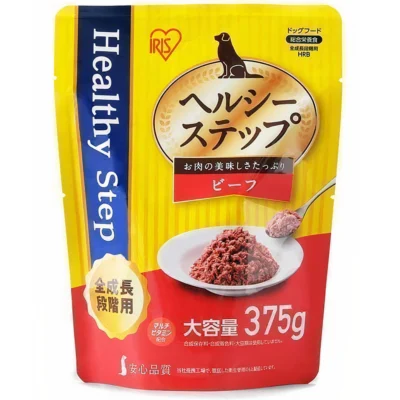 IRIS
ドッグフード
総合栄養食
全成長段階用
HRB
Healthy Step
ヘルシー
ステップ
お肉の美味しさたっぷり
ビーフ
全成長
段階用
マルチ
ビタミン
配合
大容量 375g
安心品質